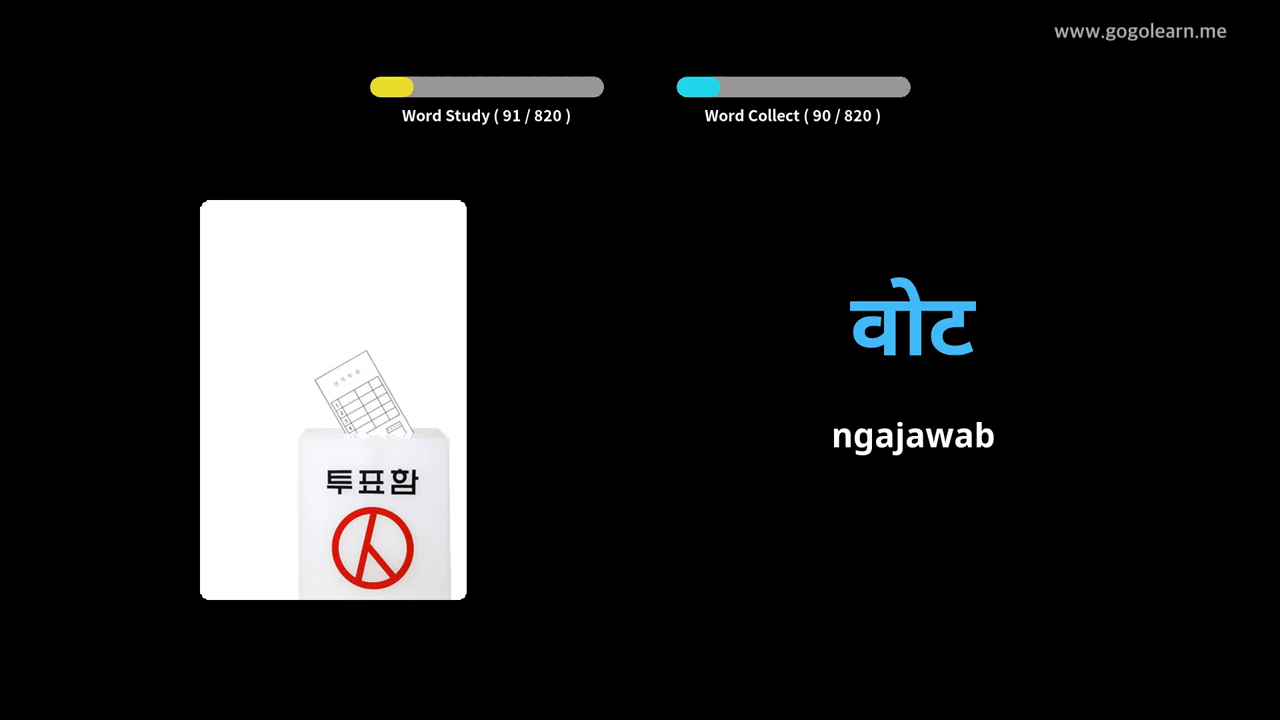 www.gogolearn.me
Word Study ( 91 / 820 )
Word Collect ( 90 / 820 )
वोट
ngajawab
투표함